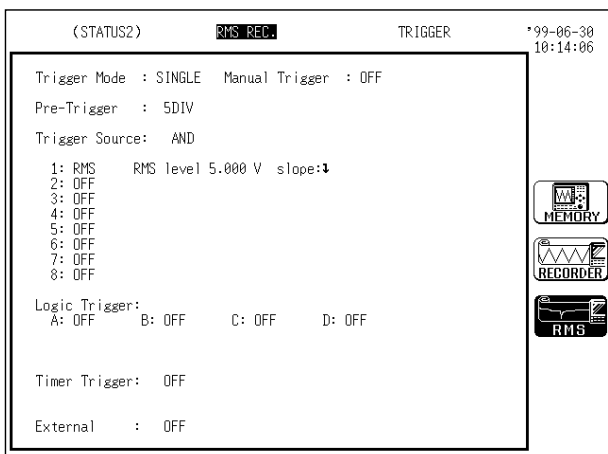 (STATUS2) RMS REC. TRIGGER '99-06-30
10:14:06
Trigger Mode : SINGLE Manual Trigger : OFF
Pre-Trigger : 5DIV
Trigger Source: AND
1: RMS RMS level 5.000 V slope:↓
2: OFF
3: OFF
4: OFF
5: OFF
6: OFF
7: OFF
8: OFF
Logic Trigger:
A: OFF B: OFF C: OFF D: OFF
Timer Trigger: OFF
External : OFF
MEMORY
RECORDER
RMS